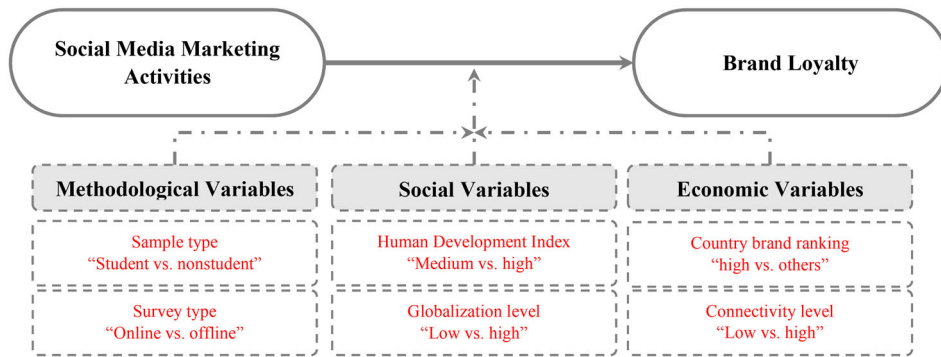 Social Media Marketing
Activities
Brand Loyalty
Methodological Variables
Social Variables
Economic Variables
Sample type
“Student vs. nonstudent”
Human Development Index
“Medium vs. high”
Country brand ranking
“high vs. others”
Survey type
“Online vs. offline”
Globalization level
“Low vs. high”
Connectivity level
“Low vs. high”